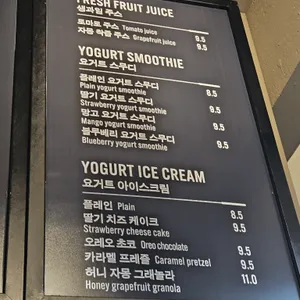 FRESH FRUIT JUICE
생과일 주스
토마토 주스 Tomato juice 9.5
자몽 착즙 주스 Grapefruit juice 9.5
YOGURT SMOOTHIE
요거트 스무디
플레인 요거트 스무디
Plain yogurt smoothie 8.5
딸기 요거트 스무디
Strawberry yogurt smoothie 9.5
망고 요거트 스무디
Mango yogurt smoothie 9.5
블루베리 요거트 스무디
Blueberry yogurt smoothie 9.5
YOGURT ICE CREAM
요거트 아이스크림
플레인 Plain 8.5
딸기 치즈 케이크 9.5
Strawberry cheese cake
오레오 초코 Oreo chocolate 9.5
카라멜 프레즐 Caramel pretzel 9.5
허니 자몽 그래놀라 11.0
Honey grapefruit granola